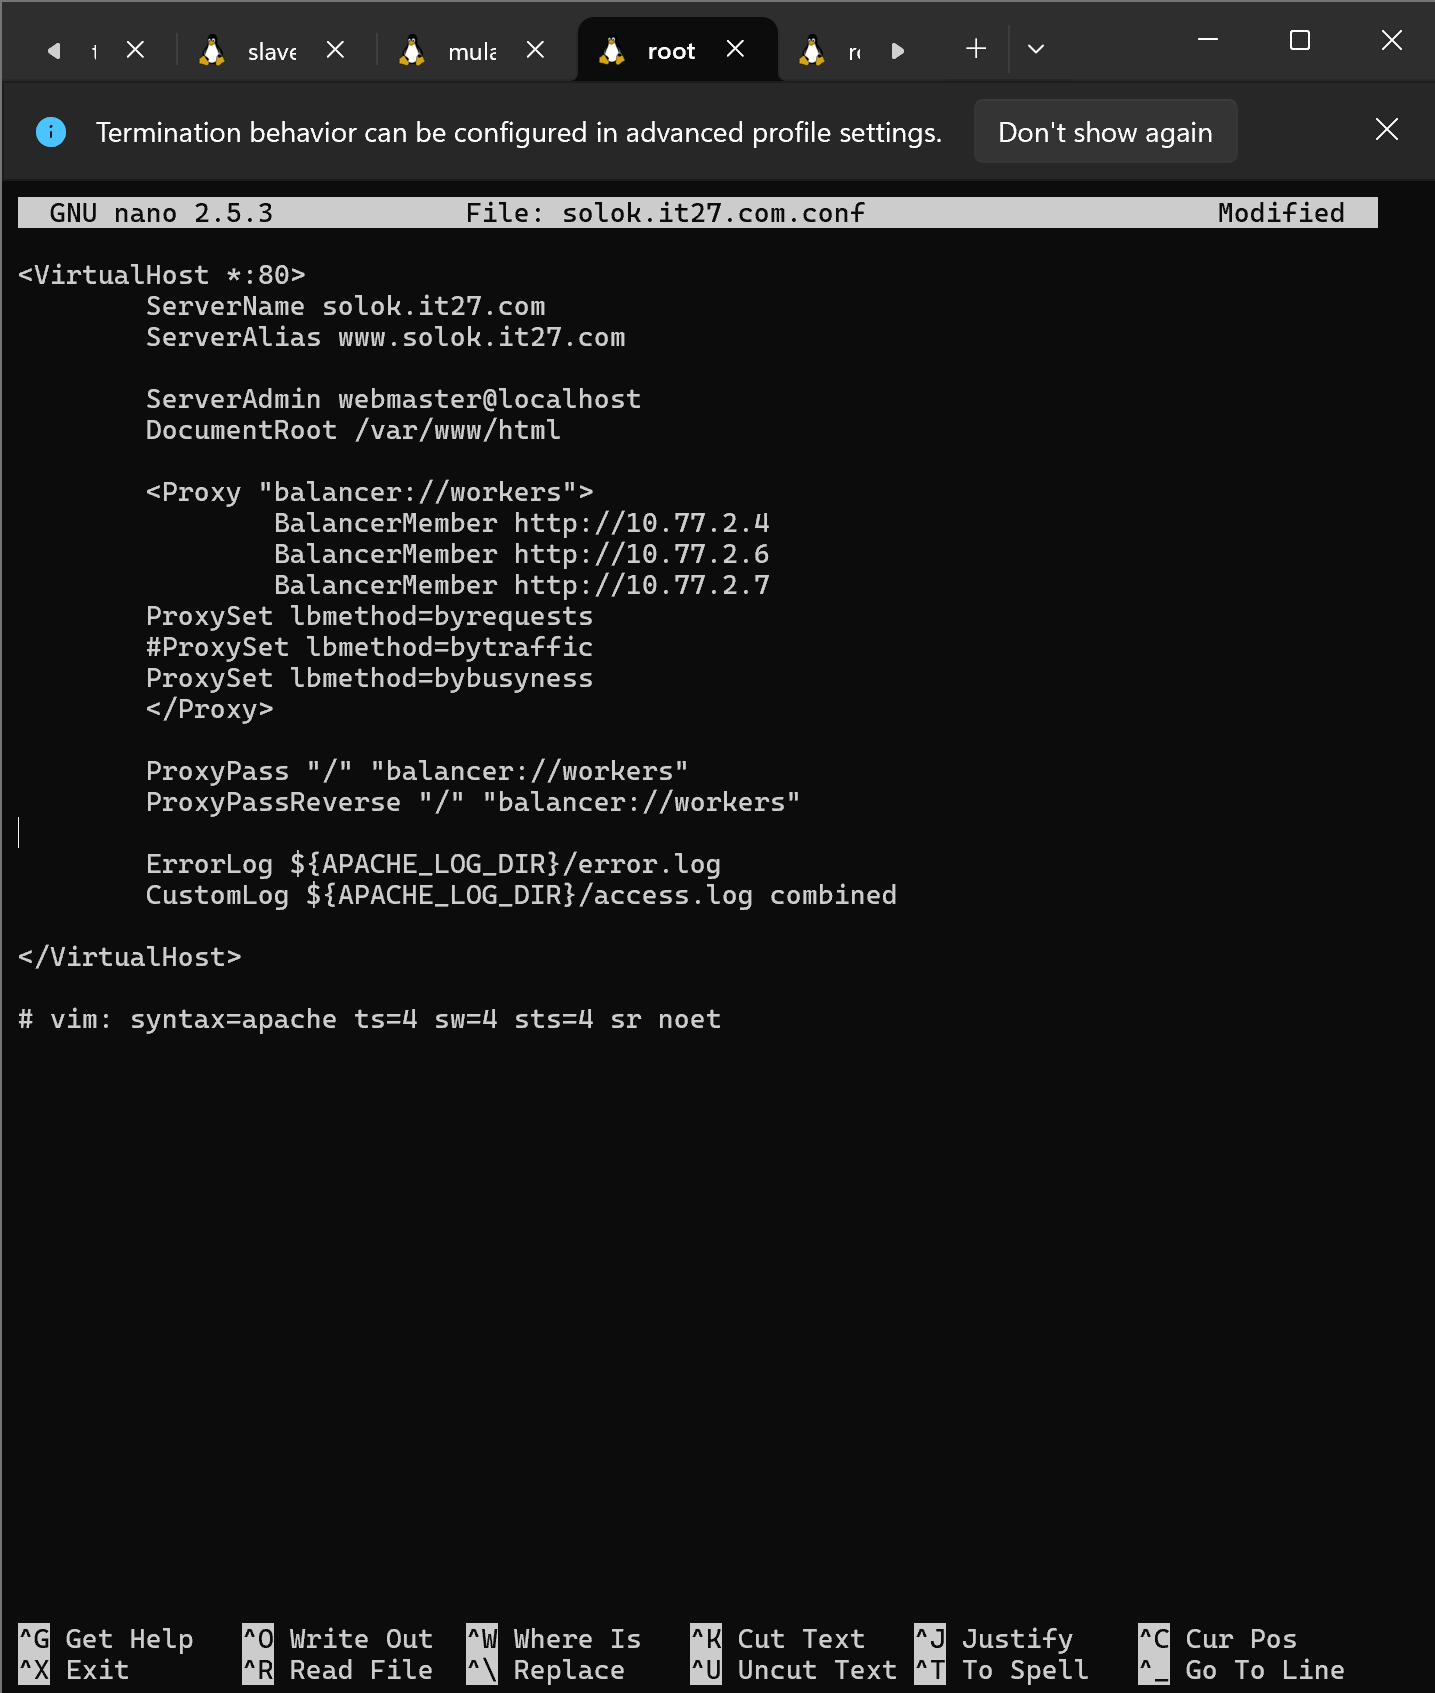 slave mula root
Termination behavior can be configured in advanced profile settings. Don't show again
GNU nano 2.5.3 File: solok.it27.com.conf Modified
<VirtualHost *:80>
ServerName solok.it27.com
ServerAlias www.solok.it27.com
ServerAdmin webmaster@localhost
DocumentRoot /var/www/html
<Proxy "balancer://workers">
BalancerMember http://10.77.2.4
BalancerMember http://10.77.2.6
BalancerMember http://10.77.2.7
ProxySet lbmethod=byrequests
#ProxySet lbmethod=bytraffic
ProxySet lbmethod=bybusyness
</Proxy>
ProxyPass "/" "balancer://workers"
ProxyPassReverse "/" "balancer://workers"
ErrorLog ${APACHE_LOG_DIR}/error.log
CustomLog ${APACHE_LOG_DIR}/access.log combined
</VirtualHost>
# vim: syntax=apache ts=4 sw=4 sts=4 sr noet
^G Get Help ^O Write Out ^W Where Is ^K Cut Text ^J Justify ^C Cur Pos
^X Exit ^R Read File ^\ Replace ^U Uncut Text ^T To Spell ^_ Go To Line